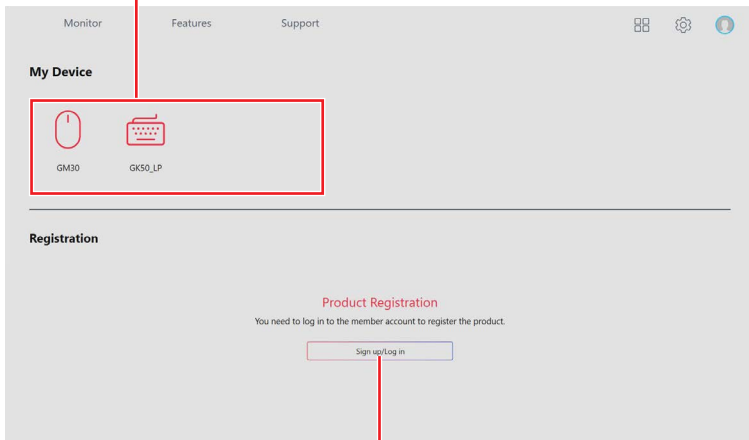 Monitor Features Support
My Device
GM30 GK50_LP
Registration
Product Registration
You need to log in to the member account to register the product.
Sign up/Log in